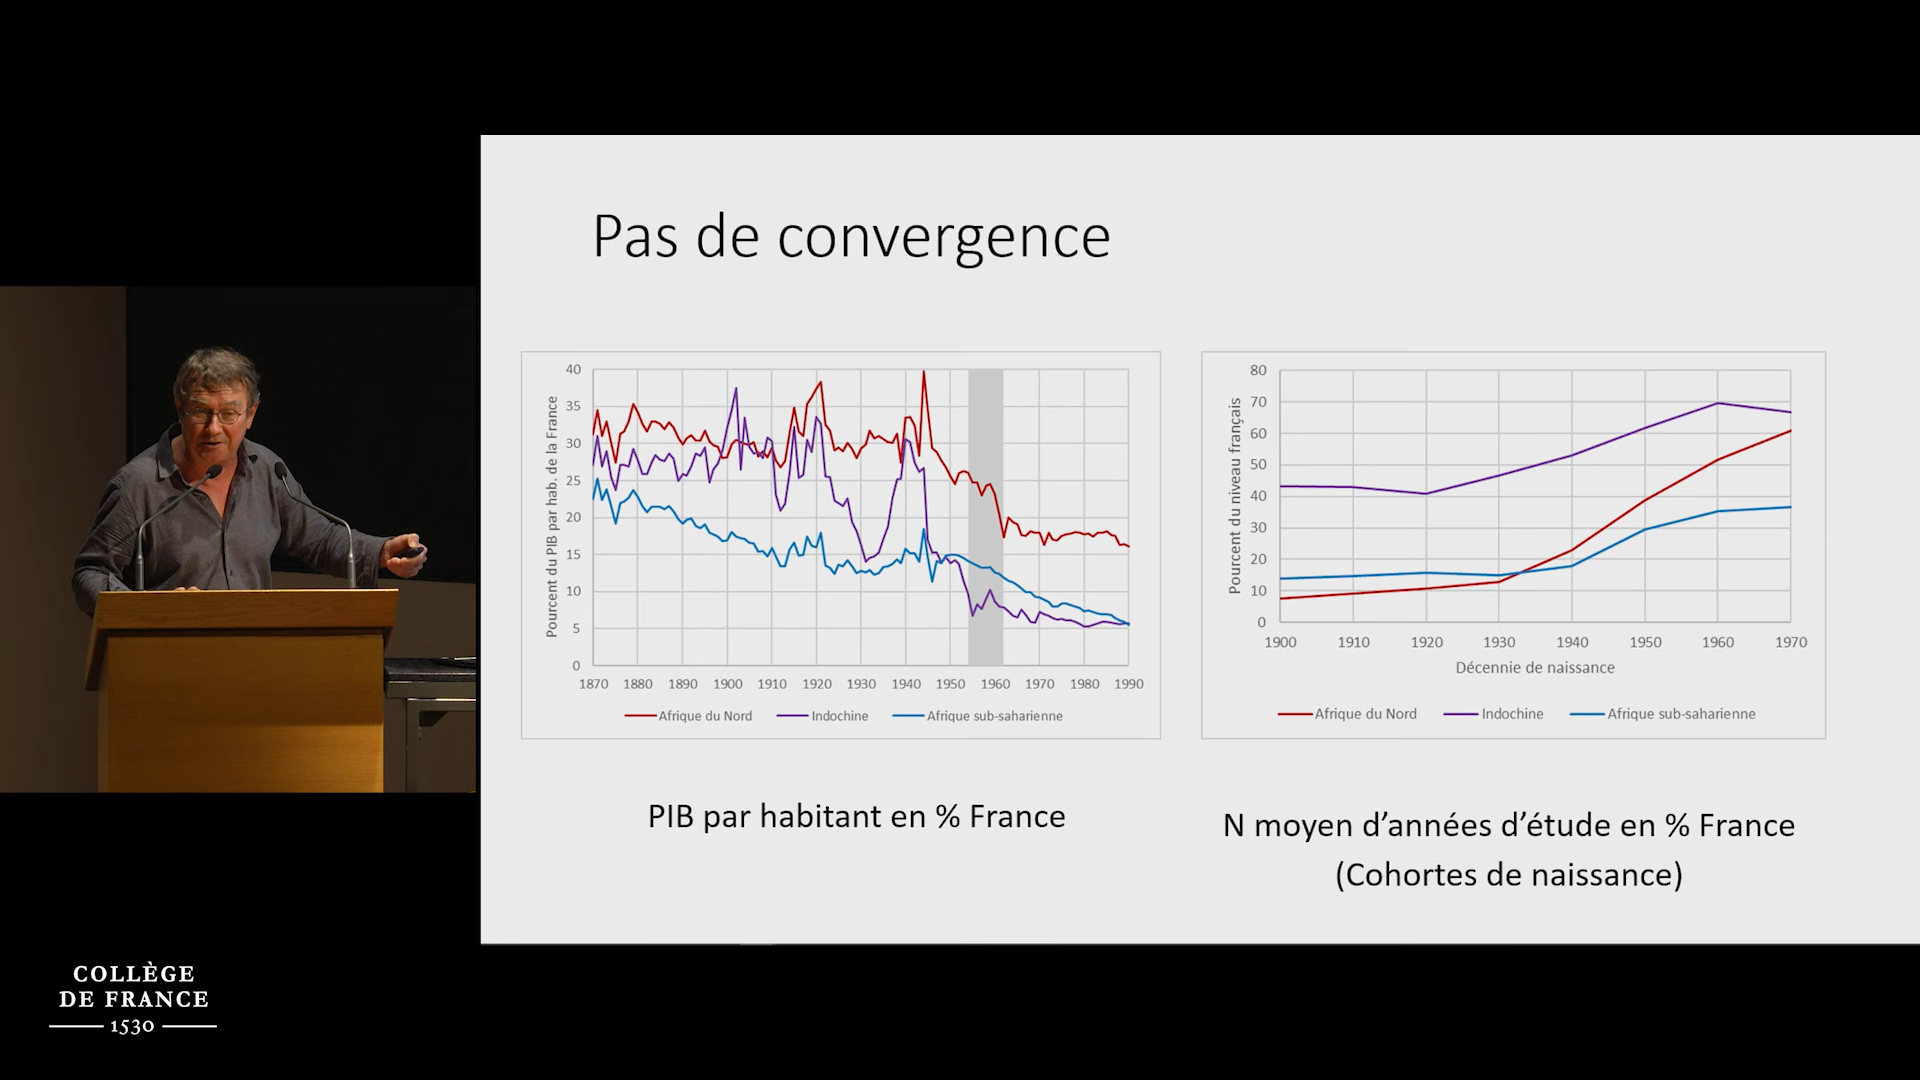 Pas de convergence
Pourcent du PIB par hab. de la France
40
35
30
25
20
15
10
5
0
1870 1880 1890 1900 1910 1920 1930 1940 1950 1960 1970 1980 1990
Afrique du Nord Indochine Afrique sub-saharienne
PIB par habitant en % France
Pourcent du niveau français
80
70
60
50
40
30
20
10
0
1900 1910 1920 1930 1940 1950 1960 1970
Décennie de naissance
Afrique du Nord Indochine Afrique sub-saharienne
N moyen d’années d’étude en % France
(Cohortes de naissance)
COLLÈGE
DE FRANCE
1530